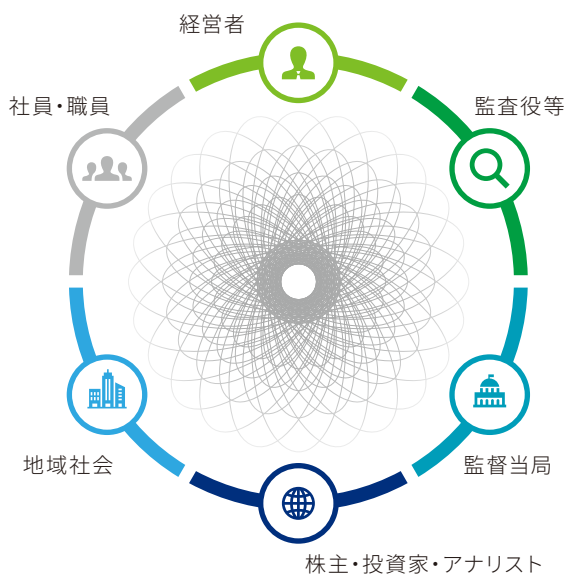 経営者
社員・職員
監査役等
地域社会
監督当局
株主・投資家・アナリスト